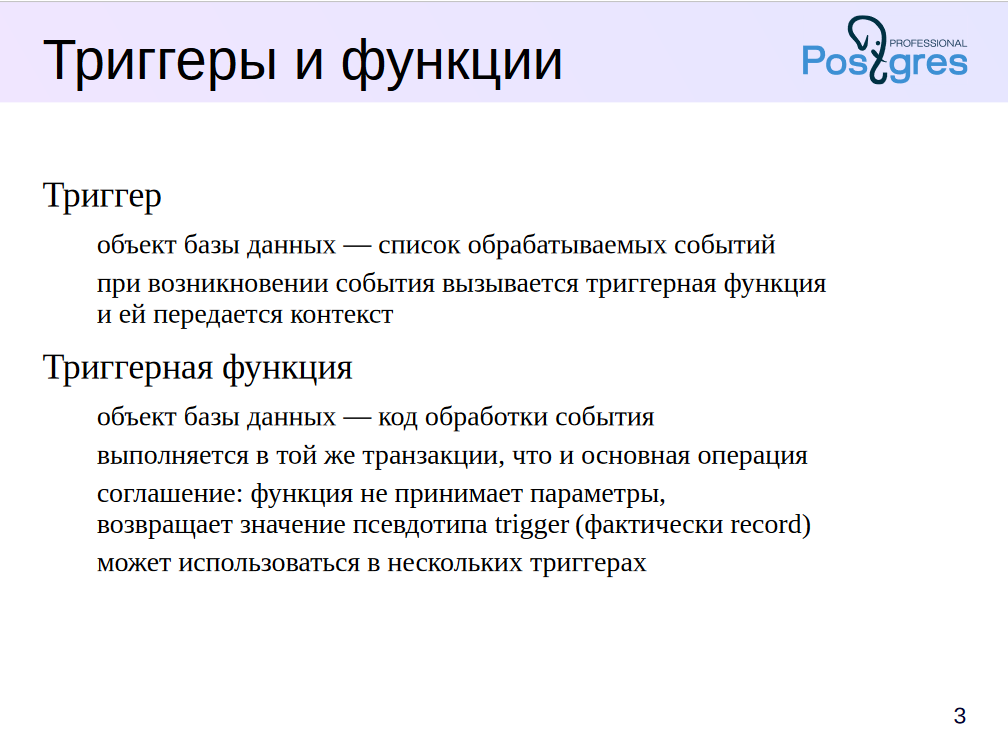 Триггеры и функции
PROFESSIONAL
Postgres
Триггер
объект базы данных — список обрабатываемых событий
при возникновении события вызывается триггерная функция
и ей передается контекст
Триггерная функция
объект базы данных — код обработки события
выполняется в той же транзакции, что и основная операция
соглашение: функция не принимает параметры,
возвращает значение псевдотипа trigger (фактически record)
может использоваться в нескольких триггерах
3